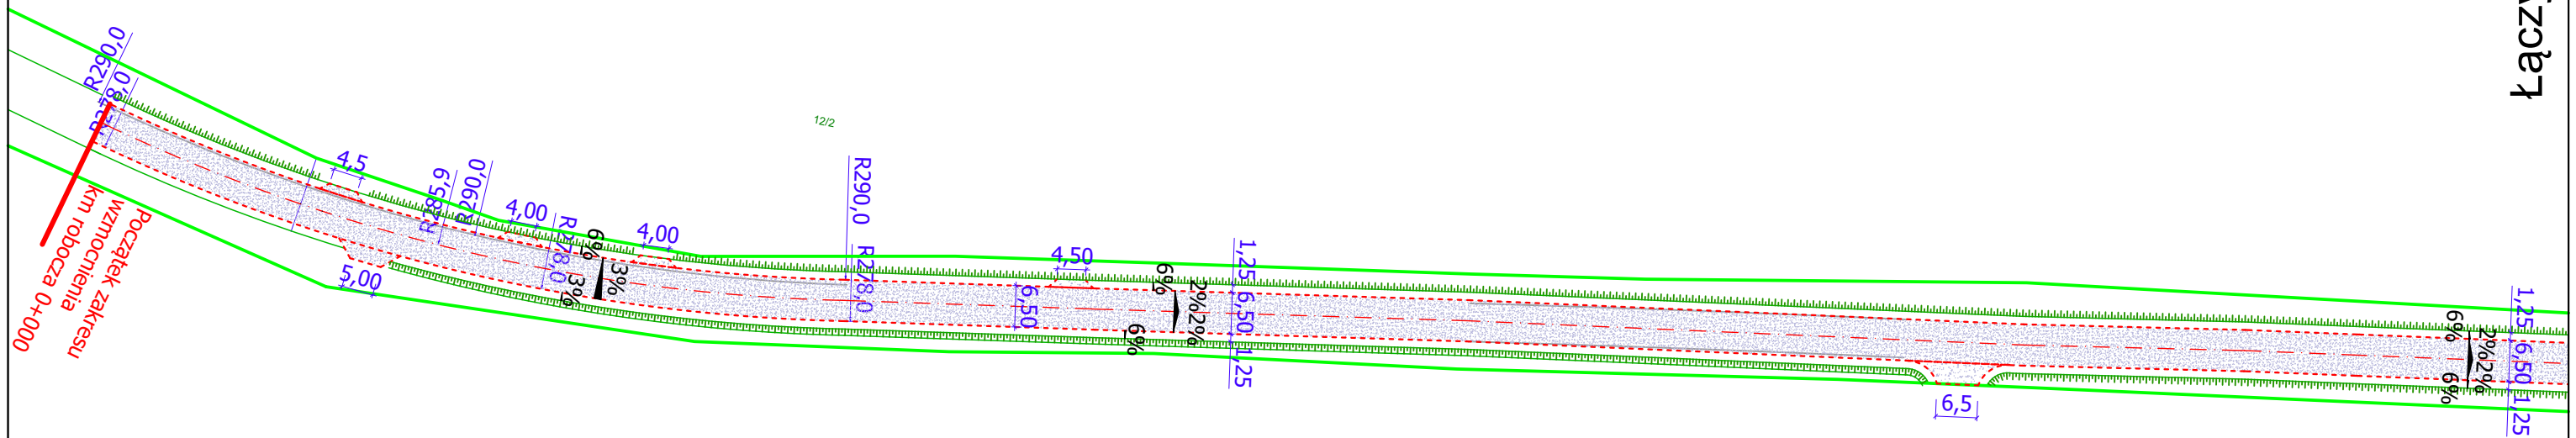 R290,0
R278,0
Początek zakresu
wzmocnienia
km robocza 0+000
4,5
5,00
R285,9
R290,0
4,00
R278,0
6%
3%
3%
4,00
12/2
R290,0
R278,0
6,50
4,50
6%
2%
2%
6%
1,25
6,50
1,25
6,5
6%
2%
2%
6%
1,25
6,50
1,25